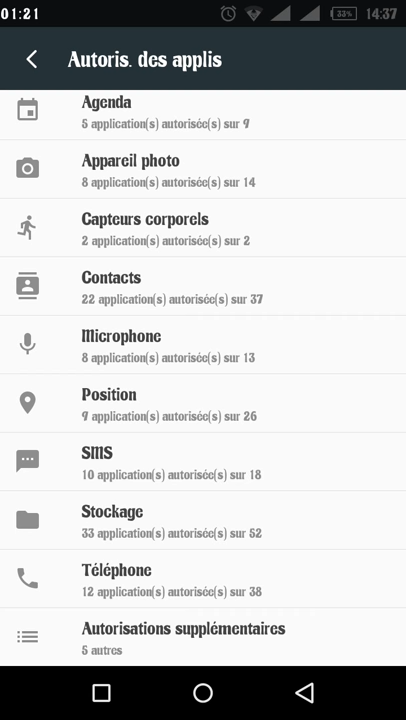 01:21 33% 14:37
Autoris. des applis
Agenda
5 application(s) autorisée(s) sur 9
Appareil photo
8 application(s) autorisée(s) sur 14
Capteurs corporels
2 application(s) autorisée(s) sur 2
Contacts
22 application(s) autorisée(s) sur 37
Microphone
8 application(s) autorisée(s) sur 13
Position
9 application(s) autorisée(s) sur 26
SMS
10 application(s) autorisée(s) sur 18
Stockage
33 application(s) autorisée(s) sur 52
Téléphone
12 application(s) autorisée(s) sur 38
Autorisations supplémentaires
5 autres